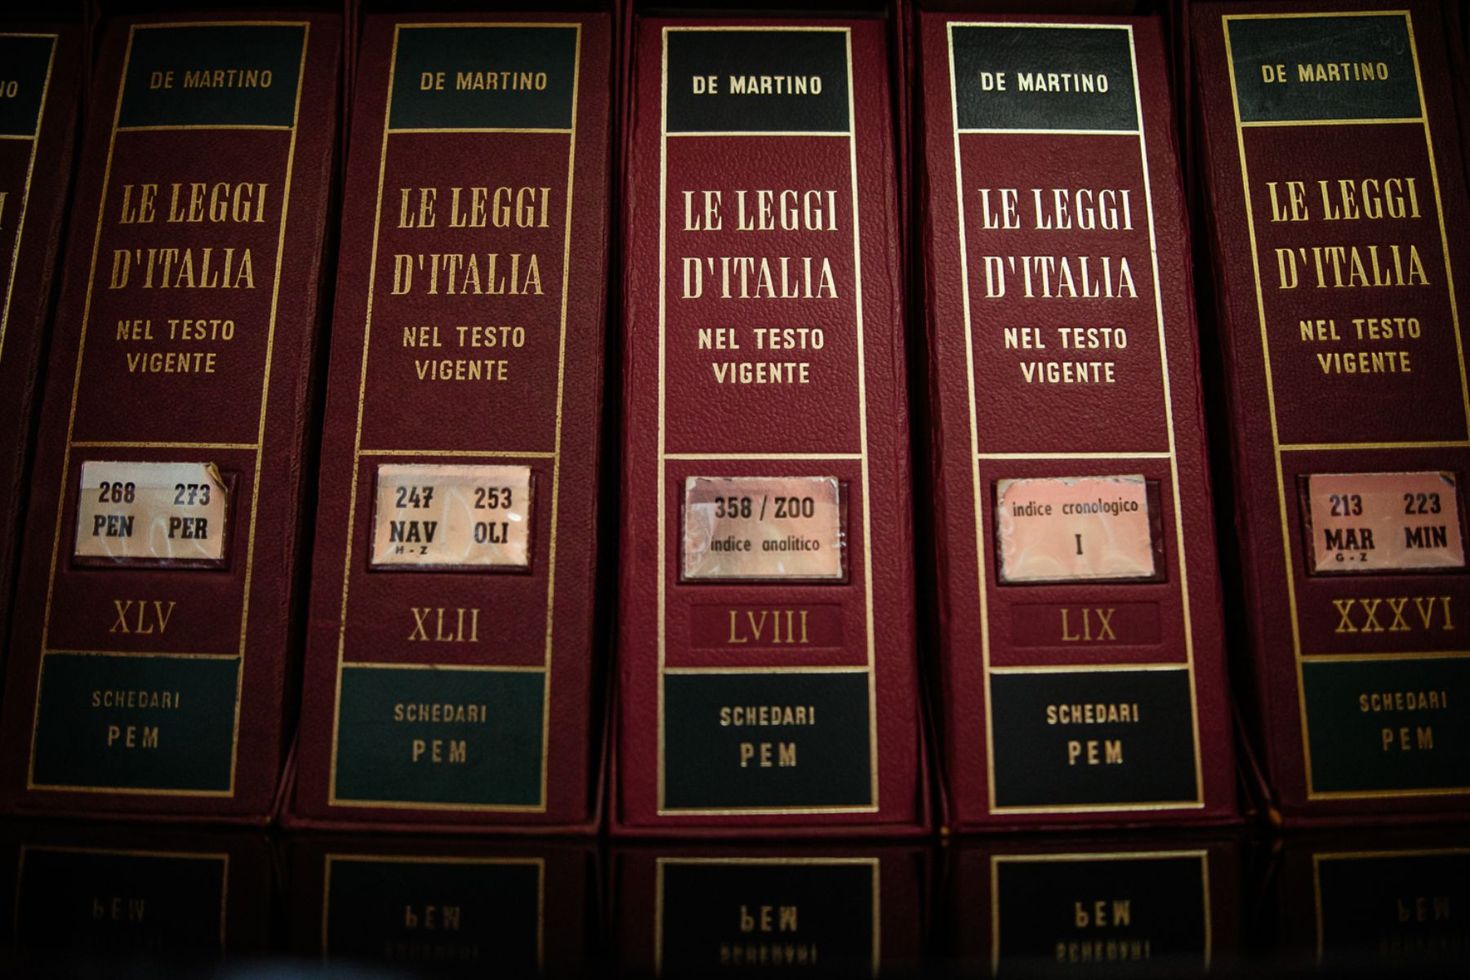 DE MARTINO
LE LEGGI
D'ITALIA
NEL TESTO
VIGENTE
268 273
PEN PER
XLV
SCHEDARI
PEM
DE MARTINO
LE LEGGI
D'ITALIA
NEL TESTO
VIGENTE
247 253
NAV OLI
H - Z
XLII
SCHEDARI
PEM
DE MARTINO
LE LEGGI
D'ITALIA
NEL TESTO
VIGENTE
358 / ZOO
indice analitico
LVIII
SCHEDARI
PEM
DE MARTINO
LE LEGGI
D'ITALIA
NEL TESTO
VIGENTE
indice cronologico
I
LIX
SCHEDARI
PEM
DE MARTINO
LE LEGGI
D'ITALIA
NEL TESTO
VIGENTE
213 223
MAR MIN
G - Z
XXXVI
SCHEDARI
PEM